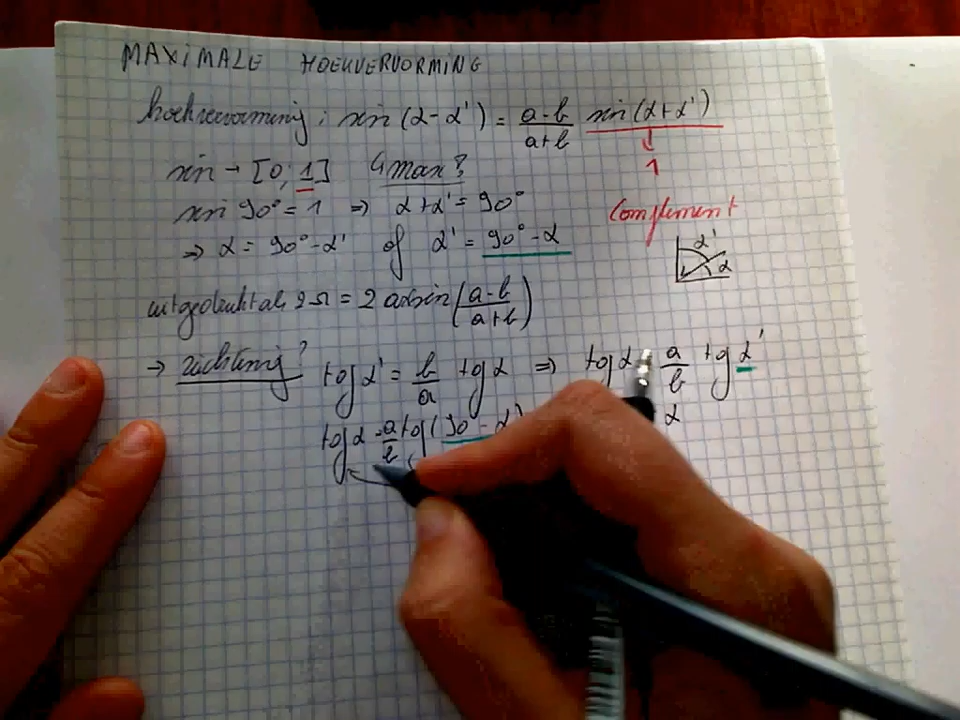 MAXIMALE HOEKVERVORMING
hoekvervorming : sin (α - α') = a-b/a+b sin (α + α')
↓
1
sin → [0; 1] ↳ max?
sin 90° = 1 ⇒ α + α' = 90°
Complement
⇒ α = 90° - α' of α' = 90° - α
α'
α
uitgedrukt als 2Ω = 2 arcsin (a-b/a+b)
→ richting? tg α' = b/a tg α ⇒ tg α = a/b tg α'
tg α = a/b tg (90° - α) α